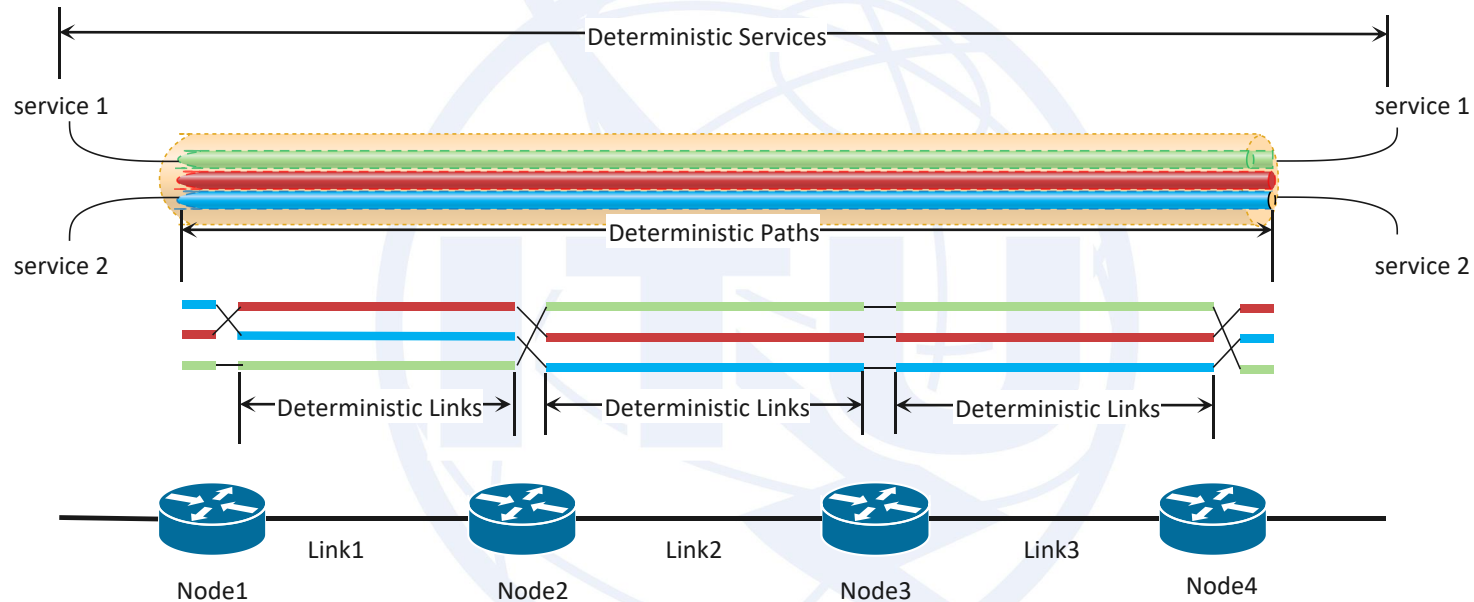 Deterministic Services
service 1
service 1
Deterministic Paths
service 2
service 2
Deterministic Links
Deterministic Links
Deterministic Links
Link1
Link2
Link3
Node1
Node2
Node3
Node4
ITU